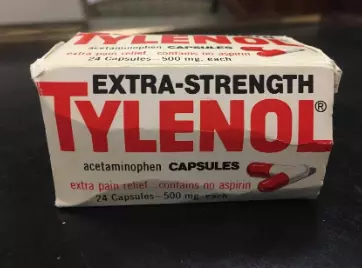 TYLENOL
acetaminophen CAPSULES
extra pain relief...contains no aspirin
24 Capsules—500 mg. each
EXTRA-STRENGTH
TYLENOL®
acetaminophen CAPSULES
extra pain relief...contains no aspirin
24 Capsules—500 mg. each